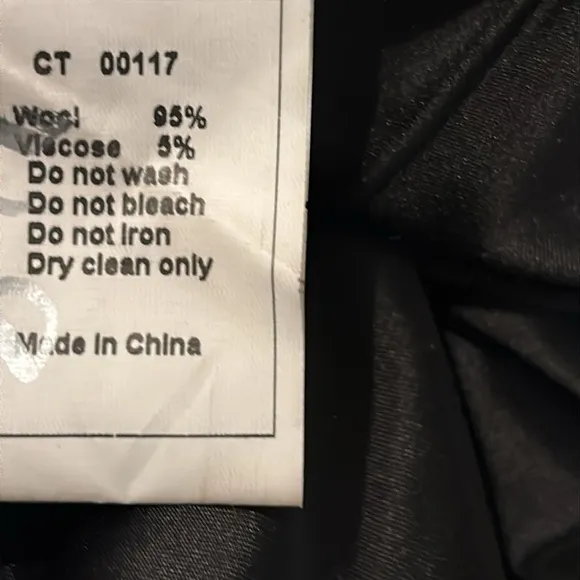 CT 00117
Wool 95%
Viscose 5%
Do not wash
Do not bleach
Do not Iron
Dry clean only
Made In China